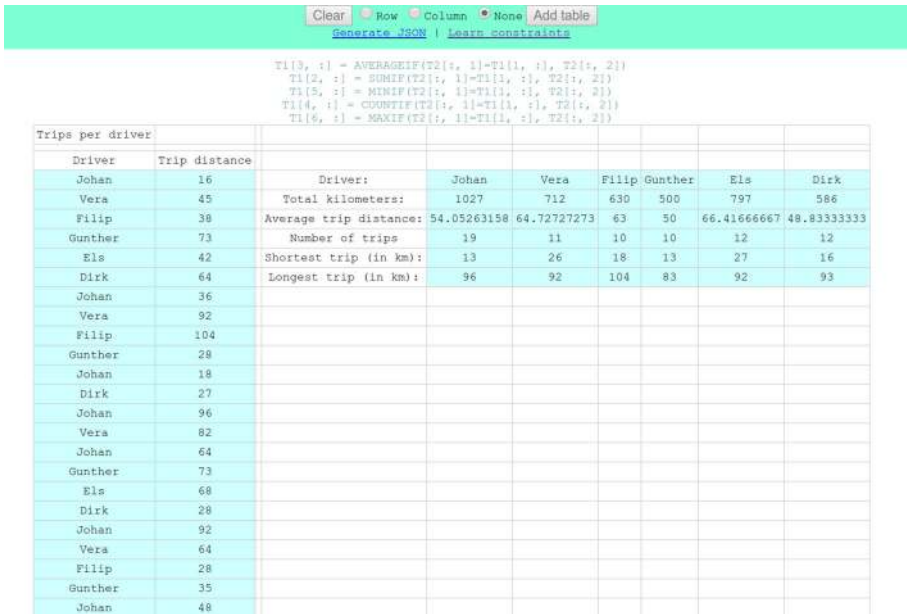 Clear Row Column None Add table
Generate JSON | Learn constraints
T1[3, :] = AVERAGEIF(T2[:, 1]=T1[1, :], T2[:, 2])
T1[2, :] = SUMIF(T2[:, 1]=T1[1, :], T2[:, 2])
T1[5, :] = MINIF(T2[:, 1]=T1[1, :], T2[:, 2])
T1[4, :] = COUNTIF(T2[:, 1]=T1[1, :], T2[:, 2])
T1[6, :] = MAXIF(T2[:, 1]=T1[1, :], T2[:, 2])
Trips per driver
Driver Trip distance
Johan 16 Driver: Johan Vera Filip Gunther Els Dirk
Vera 45 Total kilometers: 1027 712 630 500 797 586
Filip 38 Average trip distance: 54.05263158 64.72727273 63 50 66.41666667 48.83333333
Gunther 73 Number of trips 19 11 10 10 12 12
Els 42 Shortest trip (in km): 13 26 18 13 27 16
Dirk 64 Longest trip (in km): 96 92 104 83 92 93
Johan 36
Vera 92
Filip 104
Gunther 28
Johan 18
Dirk 27
Johan 96
Vera 82
Johan 64
Gunther 73
Els 68
Dirk 28
Johan 92
Vera 64
Filip 28
Gunther 35
Johan 48